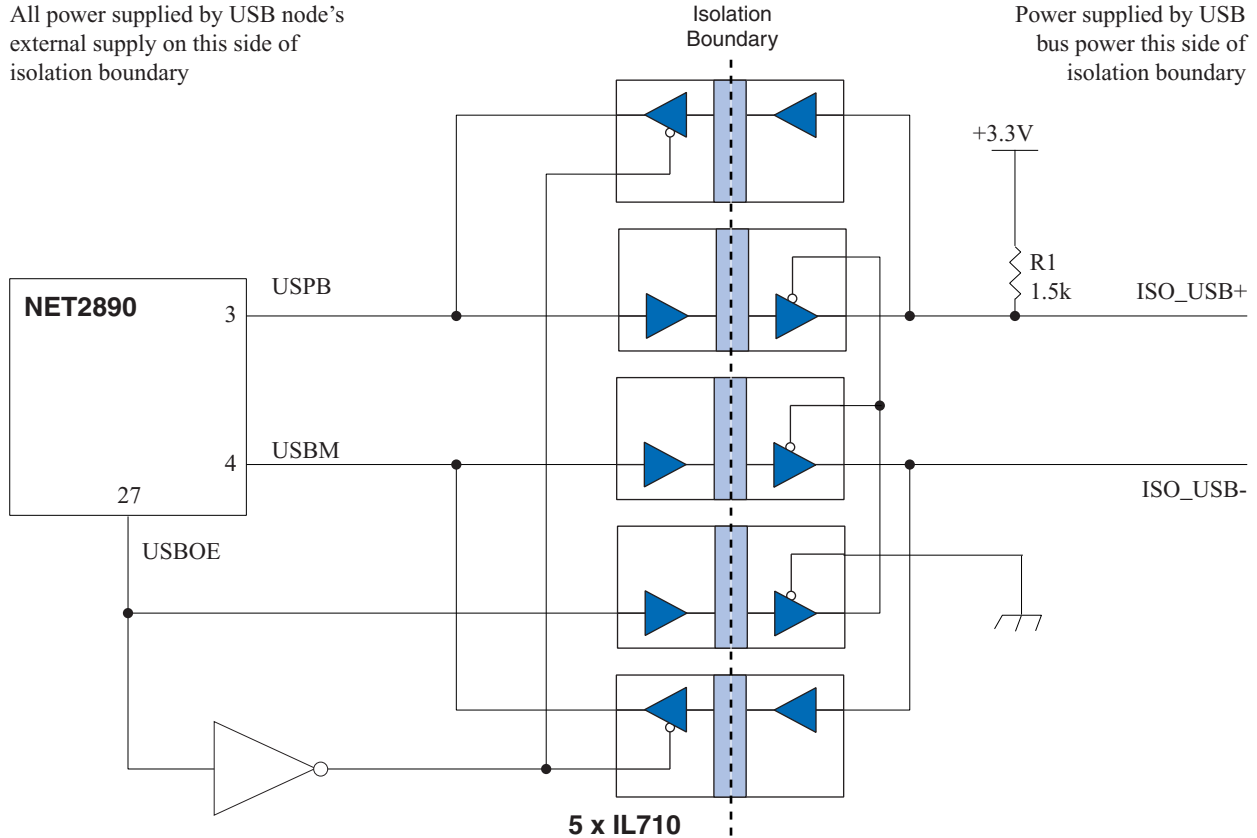 All power supplied by USB node's
external supply on this side of
isolation boundary
Isolation
Boundary
Power supplied by USB
bus power this side of
isolation boundary
+3.3V
R1
1.5k
NET2890
3
USPB
ISO_USB+
4
USBM
ISO_USB-
27
USBOE
5 x IL710